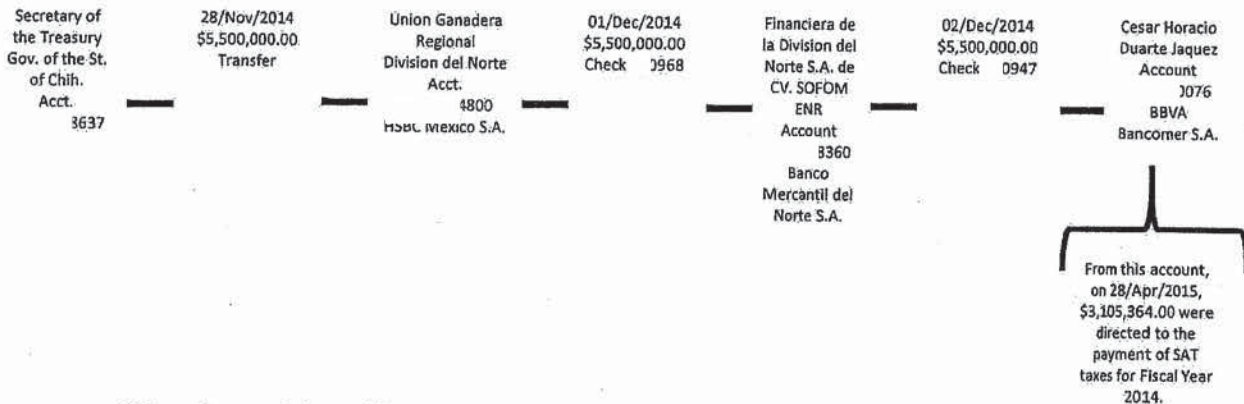 Secretary of
the Treasury
Gov. of the St.
of Chih.
Acct.
3637
28/Nov/2014
$5,500,000.00
Transfer
Union Ganadera
Regional
Division del Norte
Acct.
4800
HSBC Mexico S.A.
01/Dec/2014
$5,500,000.00
Check 0968
Financiera de
la Division del
Norte S.A. de
CV. SOFOM
ENR
Account
3360
Banco
Mercantil del
Norte S.A.
02/Dec/2014
$5,500,000.00
Check 0947
Cesar Horacio
Duarte Jaquez
Account
0076
BBVA
Bancomer S.A.
From this account,
on 28/Apr/2015,
$3,105,364.00 were
directed to the
payment of SAT
taxes for Fiscal Year
2014.